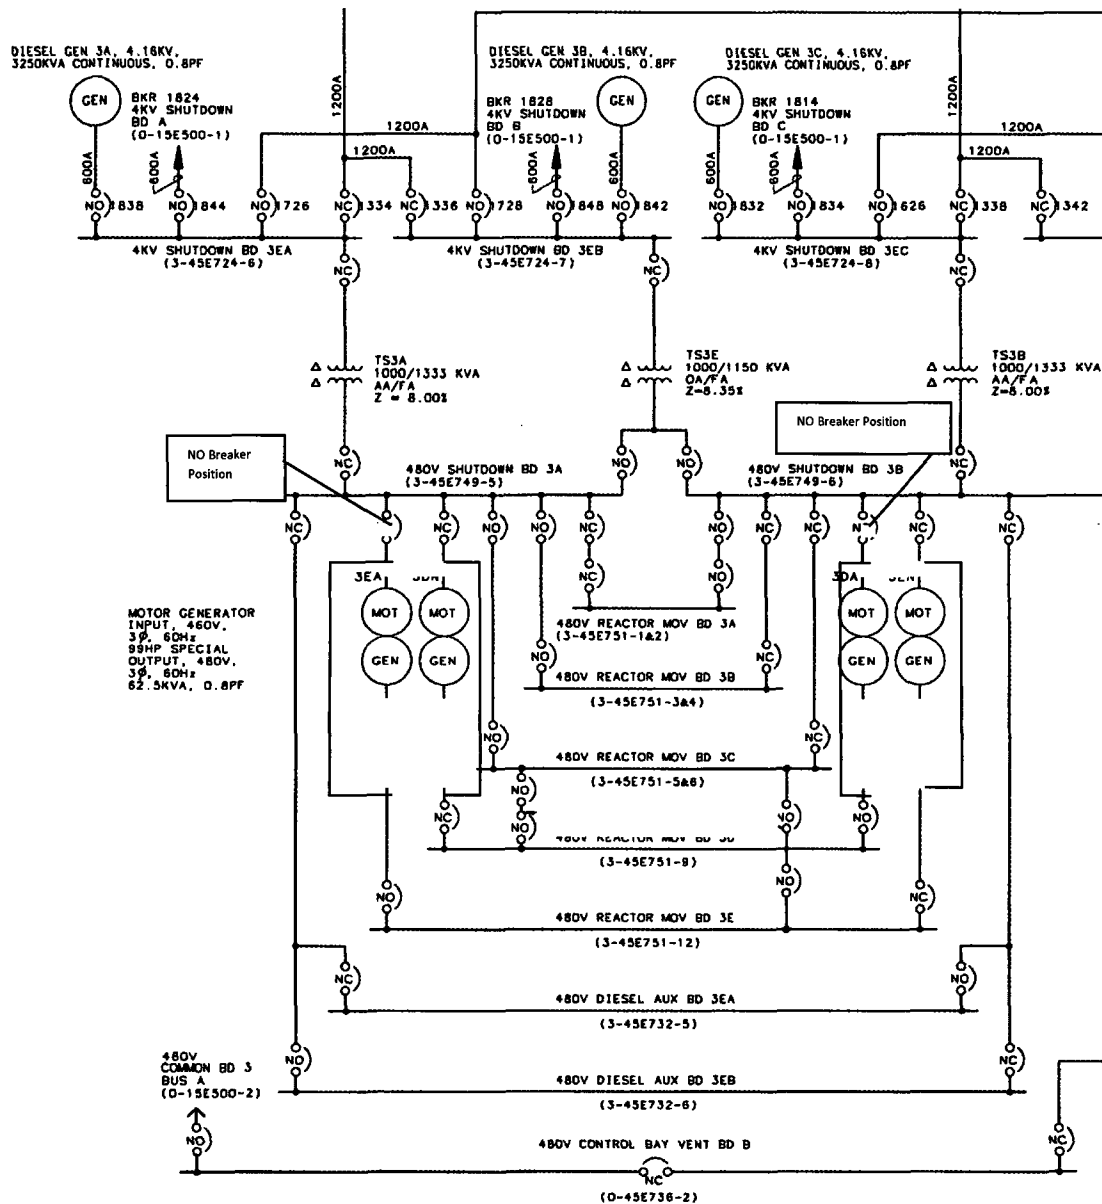 DIESEL GEN 3A, 4.16KV,
3250KVA CONTINUOUS, 0.8PF
DIESEL GEN 3B, 4.16KV,
3250KVA CONTINUOUS, 0.8PF
DIESEL GEN 3C, 4.16KV,
3250KVA CONTINUOUS, 0.8PF
GEN
BKR 1824
4KV SHUTDOWN
BD A
(0-15E500-1)
1200A
BKR 1828
4KV SHUTDOWN
BD B
(0-15E500-1)
GEN
GEN
BKR 1814
4KV SHUTDOWN
BD C
(0-15E500-1)
1200A
1200A
1200A
1200A
1200A
600A
600A
600A
600A
600A
600A
NO 1838
NO 1844
NO 1726
NC 1334
NC 1336
NO 1728
NO 1848
NO 1842
NO 1832
NO 1834
NO 1626
NC 1338
NC 1342
4KV SHUTDOWN BD 3EA
(3-45E724-6)
4KV SHUTDOWN BD 3EB
(3-45E724-7)
4KV SHUTDOWN BD 3EC
(3-45E724-8)
NC
NC
NC
TS3A
1000/1333 KVA
AA/FA
Z = 8.00%
TS3E
1000/1150 KVA
OA/FA
Z=8.35%
TS3B
1000/1333 KVA
AA/FA
Z=8.00%
NO Breaker
Position
NO Breaker Position
NC
NO
NO
NC
480V SHUTDOWN BD 3A
(3-45E749-5)
480V SHUTDOWN BD 3B
(3-45E749-6)
NC
NC
NO
NO
NC
NO
NC
NC
NC
NC
3EA
3DA
NC
NO
MOT
MOT
MOT
MOT
GEN
GEN
GEN
GEN
MOTOR GENERATOR
INPUT, 460V,
3Ø, 60Hz
99HP SPECIAL
OUTPUT, 480V,
3Ø, 60Hz
62.5KVA, 0.8PF
480V REACTOR MOV BD 3A
(3-45E751-1&2)
NO
NC
480V REACTOR MOV BD 3B
(3-45E751-3&4)
NO
NC
480V REACTOR MOV BD 3C
(3-45E751-5&6)
NO
NC
NO
NO
NO
(3-45E751-9)
NO
NO
NC
480V REACTOR MOV BD 3E
(3-45E751-12)
NC
NO
480V DIESEL AUX BD 3EA
(3-45E732-5)
NO
NC
480V
COMMON BD 3
BUS A
(0-15E500-2)
480V DIESEL AUX BD 3EB
(3-45E732-6)
NO
NC
480V CONTROL BAY VENT BD B
NC
(0-45E736-2)